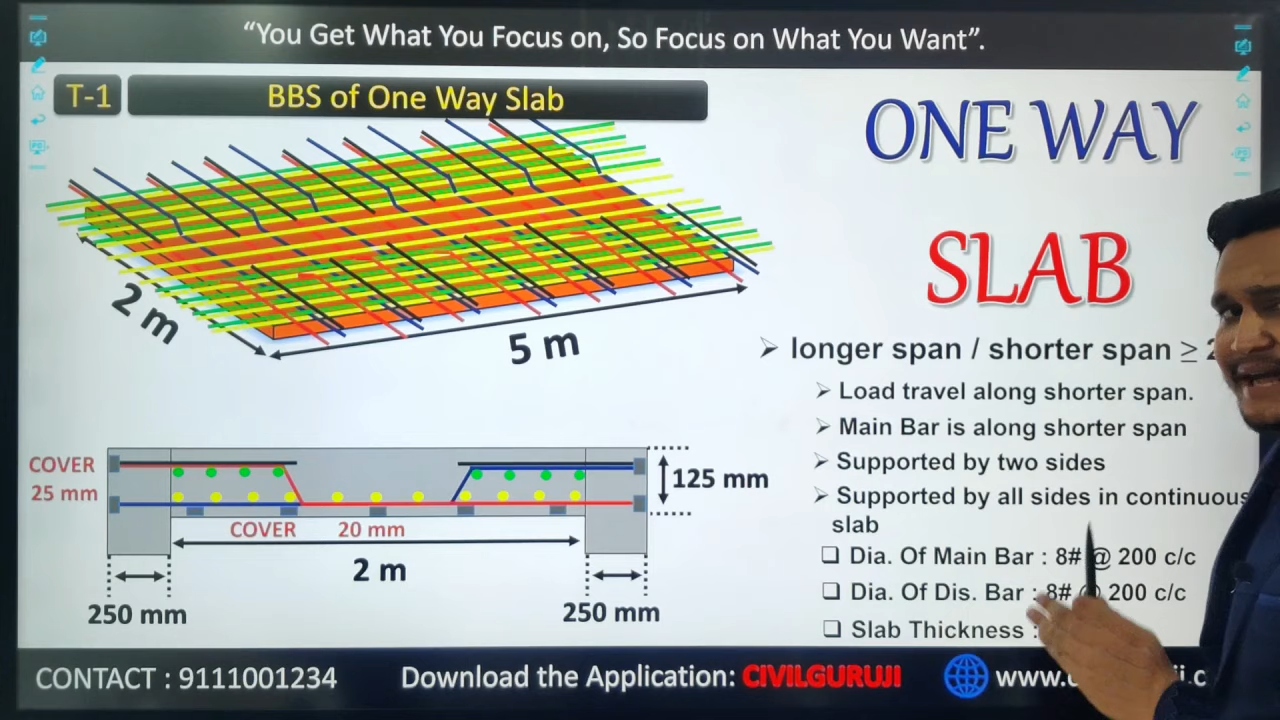 “You Get What You Focus on, So Focus on What You Want”.
T-1
BBS of One Way Slab
ONE WAY
SLAB
2 m
5 m
longer span / shorter span ≥
Load travel along shorter span.
Main Bar is along shorter span
Supported by two sides
Supported by all sides in continuous
slab
Dia. Of Main Bar : 8# @ 200 c/c
Dia. Of Dis. Bar : 8# @ 200 c/c
Slab Thickness :
COVER
25 mm
125 mm
COVER 20 mm
2 m
250 mm
250 mm
CONTACT : 9111001234
Download the Application: CIVILGURUJI